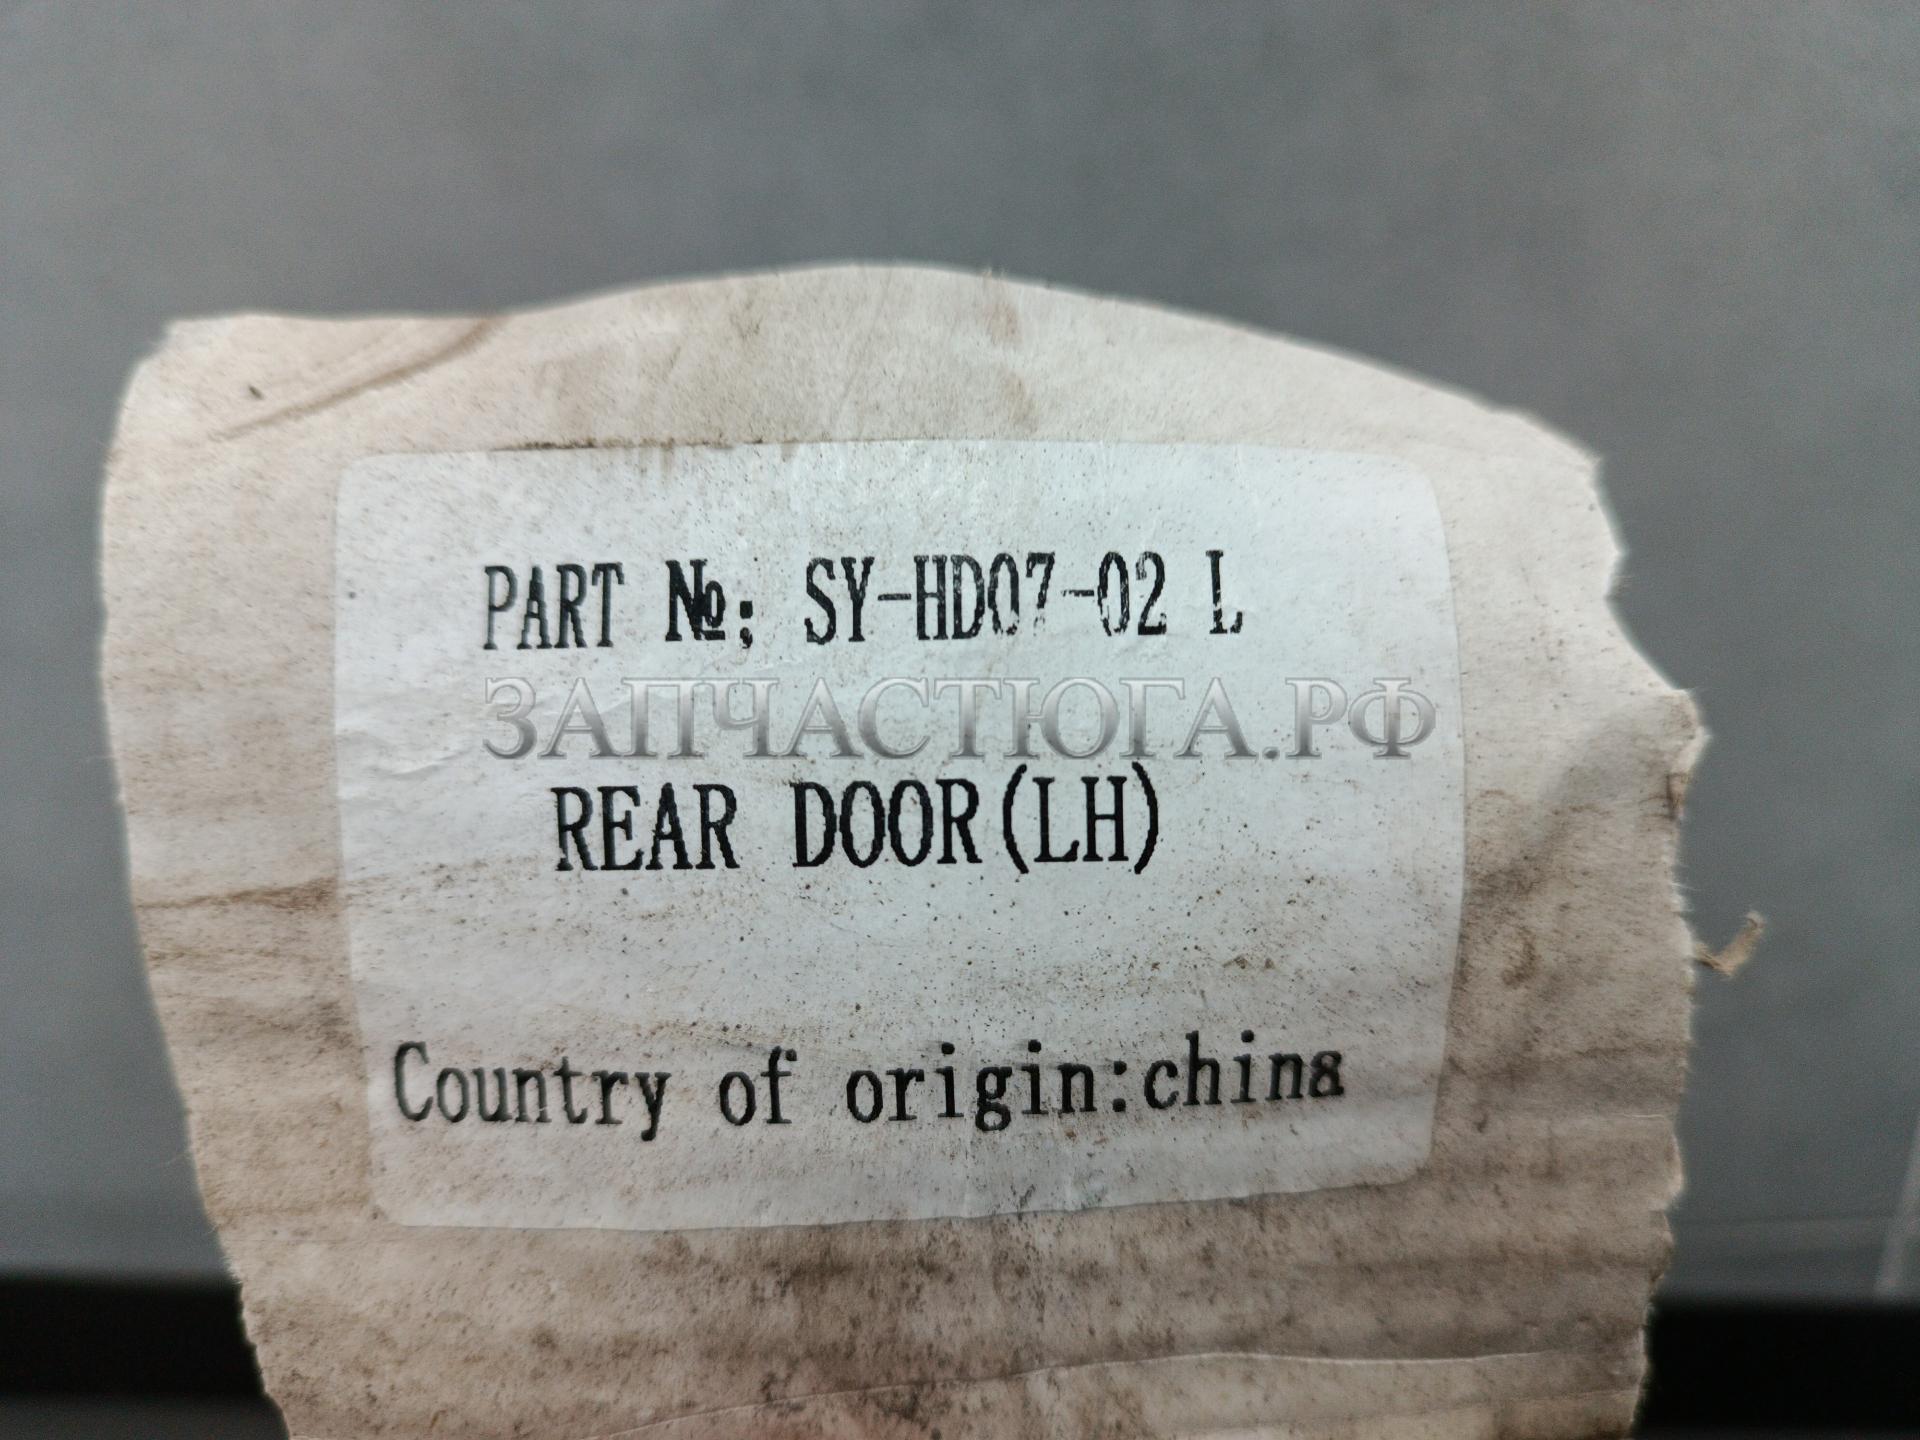 PART №: SY-HD07-02 L
ЗАПЧАСТЮГА.РФ
REAR DOOR(LH)
Country of origin:china